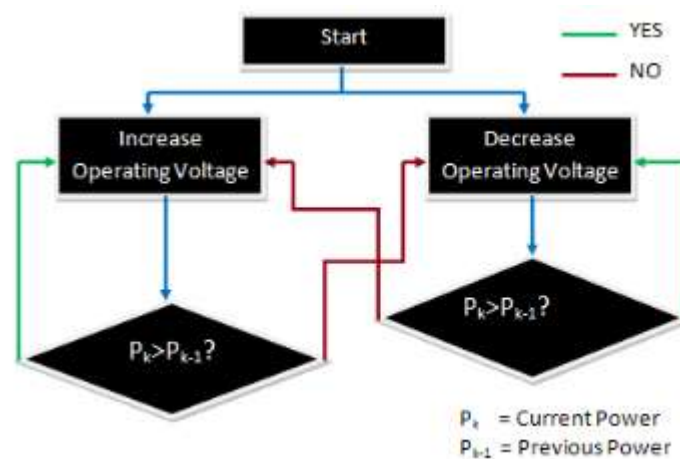 Start
YES
NO
Increase
Operating Voltage
Decrease
Operating Voltage
Pₖ>Pₖ₋₁?
Pₖ>Pₖ₋₁?
Pₖ = Current Power
Pₖ₋₁ = Previous Power